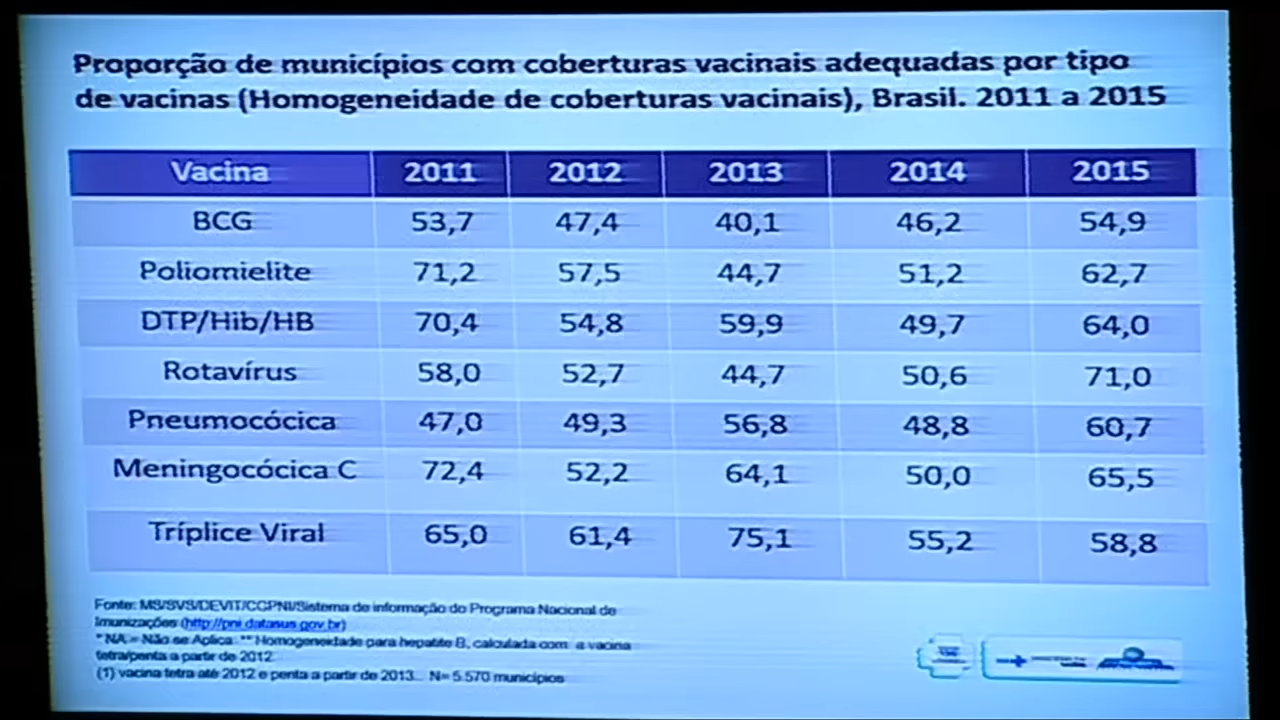 Proporção de municípios com coberturas vacinais adequadas por tipo
de vacinas (Homogeneidade de coberturas vacinais), Brasil. 2011 a 2015
Vacina 2011 2012 2013 2014 2015
BCG 53,7 47,4 40,1 46,2 54,9
Poliomielite 71,2 57,5 44,7 51,2 62,7
DTP/Hib/HB 70,4 54,8 59,9 49,7 64,0
Rotavírus 58,0 52,7 44,7 50,6 71,0
Pneumocócica 47,0 49,3 56,8 48,8 60,7
Meningocócica C 72,4 52,2 64,1 50,0 65,5
Tríplice Viral 65,0 61,4 75,1 55,2 58,8
Fonte: MS/SVS/DEVIT/CGPNI/Sistema de informação do Programa Nacional de
Imunizações (http://pni.datasus.gov.br)
* NA = Não se Aplica. ** Homogeneidade para hepatite B, calculada com a vacina
tetra/penta a partir de 2012
(1) vacina tetra até 2012 e penta a partir de 2013. N= 5.570 municípios